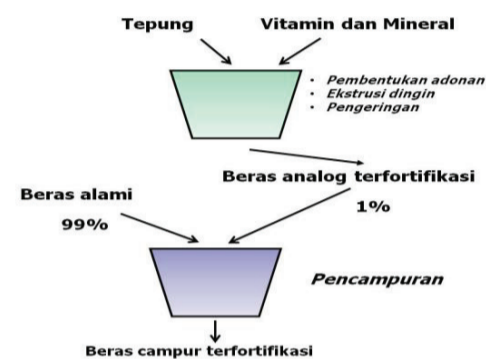 Tepung
Vitamin dan Mineral
• Pembentukan adonan
• Ekstrusi dingin
• Pengeringan
Beras analog terfortifikasi
1%
Beras alami
99%
Pencampuran
Beras campur terfortifikasi